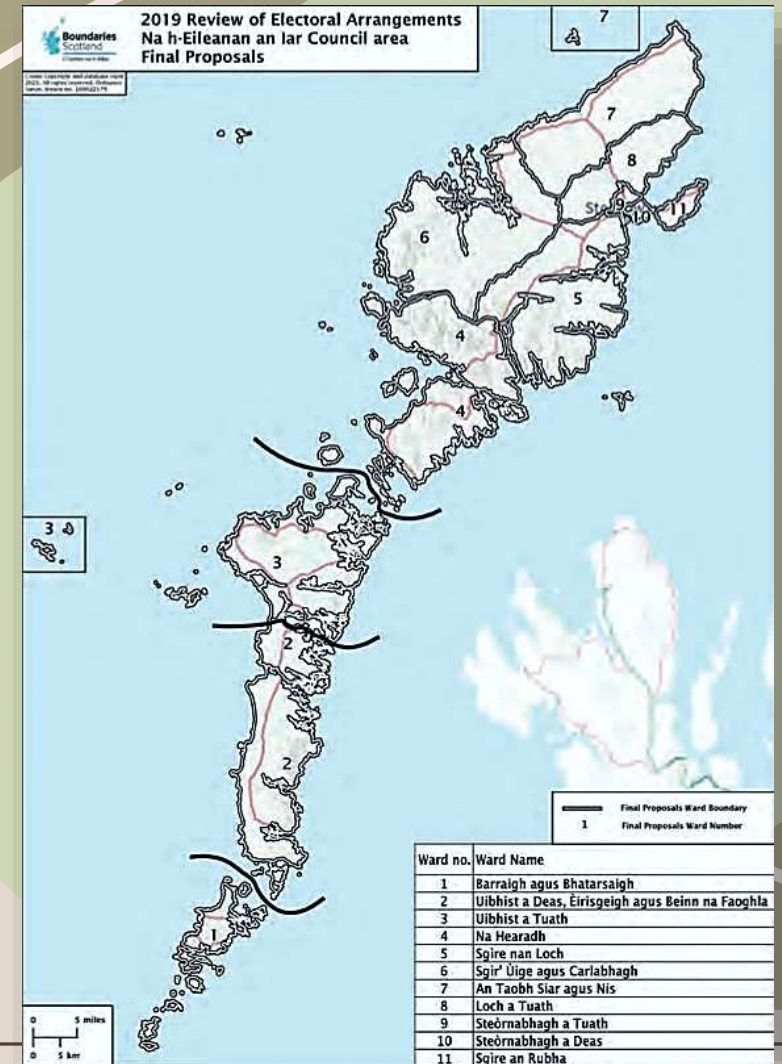 Boundaries
Scotland
2019 Review of Electoral Arrangements
Na h-Eileanan an Iar Council area
Final Proposals
7
7
8
9
10
11
6
5
4
4
3
3
2
2
1
Final Proposals Ward Boundary
1 Final Proposals Ward Number
Ward no. Ward Name
1 Barraigh agus Bhatarsaigh
2 Uibhist a Deas, Èirisgeigh agus Beinn na Faoghla
3 Uibhist a Tuath
4 Na Hearadh
5 Sgire nan Loch
6 Sgir' Ùige agus Carlabhagh
7 An Taobh Siar agus Nis
8 Loch a Tuath
9 Steòrnabhagh a Tuath
10 Steòrnabhagh a Deas
11 Sgire an Rubha
0 5 miles
0 5 km